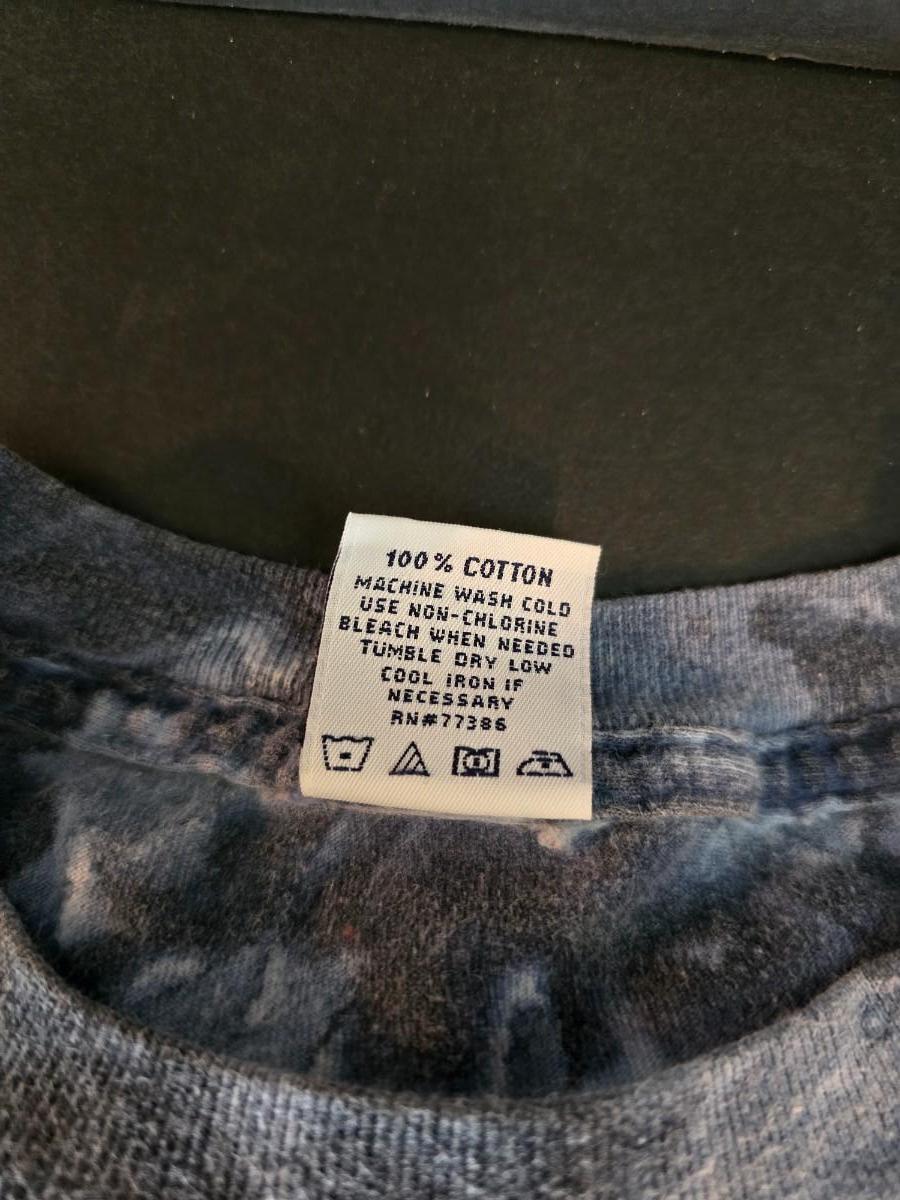 100% COTTON
MACHINE WASH COLD
USE NON-CHLORINE
BLEACH WHEN NEEDED
TUMBLE DRY LOW
COOL IRON IF
NECESSARY
RN#77386